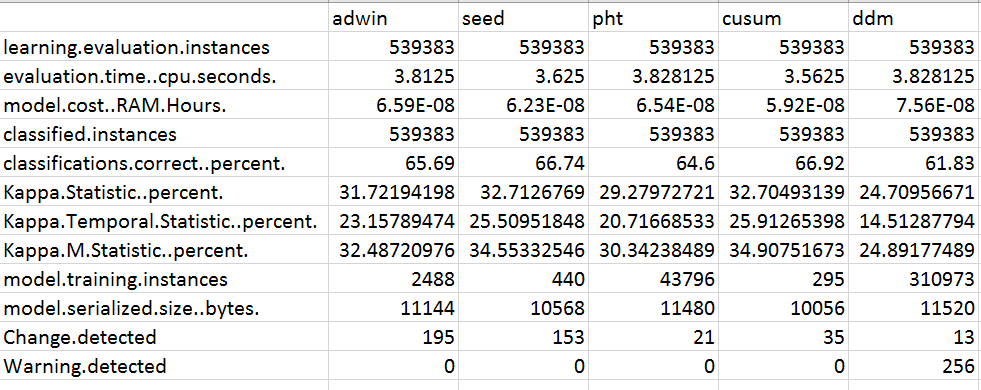 adwin seed pht cusum ddm
learning.evaluation.instances 539383 539383 539383 539383 539383
evaluation.time..cpu.seconds. 3.8125 3.625 3.828125 3.5625 3.828125
model.cost..RAM.Hours. 6.59E-08 6.23E-08 6.54E-08 5.92E-08 7.56E-08
classified.instances 539383 539383 539383 539383 539383
classifications.correct..percent. 65.69 66.74 64.6 66.92 61.83
Kappa.Statistic..percent. 31.72194198 32.7126769 29.27972721 32.70493139 24.70956671
Kappa.Temporal.Statistic..percent. 23.15789474 25.50951848 20.71668533 25.91265398 14.51287794
Kappa.M.Statistic..percent. 32.48720976 34.55332546 30.34238489 34.90751673 24.89177489
model.training.instances 2488 440 43796 295 310973
model.serialized.size..bytes. 11144 10568 11480 10056 11520
Change.detected 195 153 21 35 13
Warning.detected 0 0 0 0 256